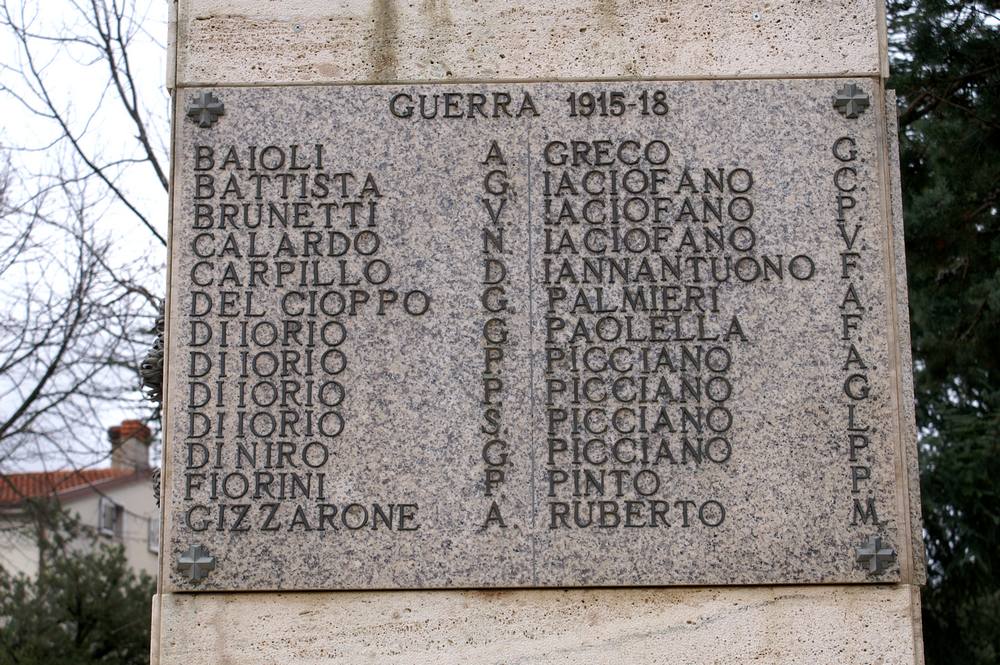 GUERRA 1915-18
BAIOLI A.
BATTISTA G.
BRUNETTI V.
CALARDO N.
CARPILLO D.
DEL CIOPPO G.
DI IORIO G.
DI IORIO P.
DI IORIO P.
DI IORIO S.
DI NIRO G.
FIORINI P.
GIZZARONE A.
GRECO G.
IACIOFANO C.
IACIOFANO P.
IACIOFANO V.
IANNANTUONO F.
PALMIERI A.
PAOLELLA F.
PICCIANO A.
PICCIANO G.
PICCIANO L.
PICCIANO P.
PINTO P.
RUBERTO M.